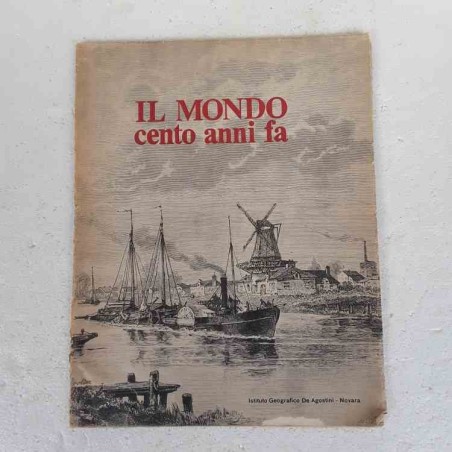 IL MONDO
cento anni fa
Istituto Geografico De Agostini - Novara